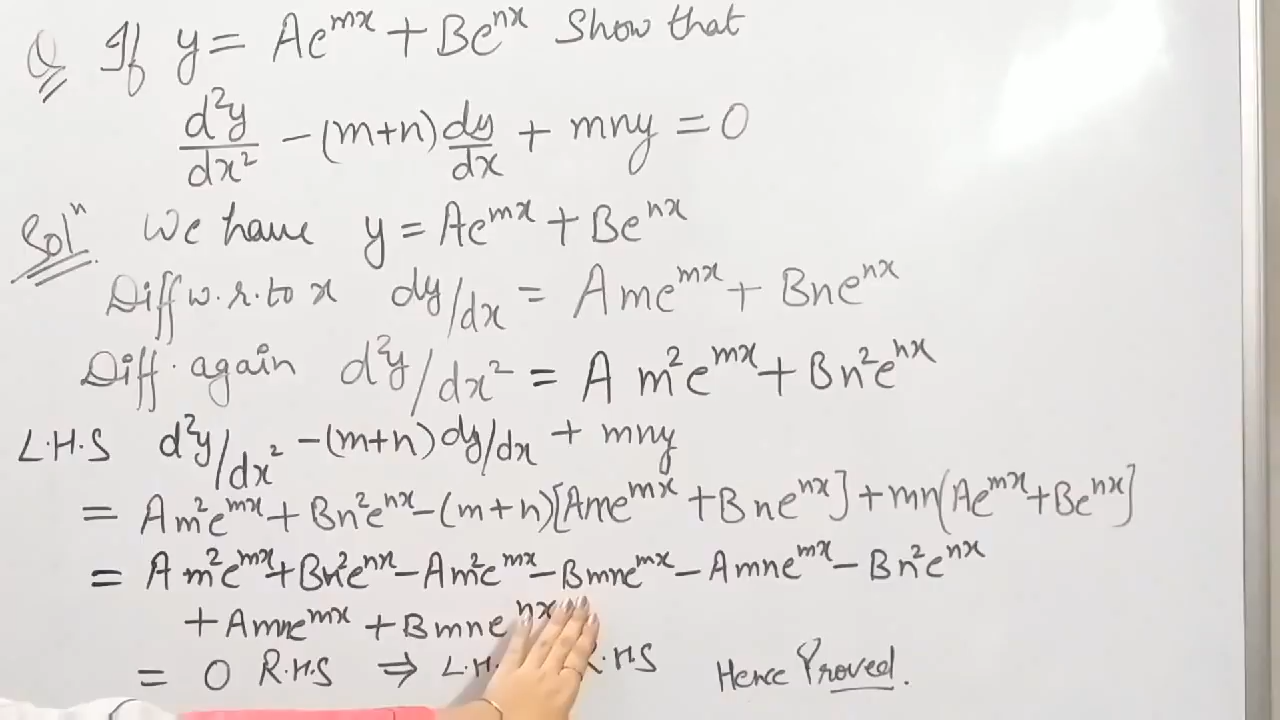 Q If y = Ae^{mx} + Be^{nx} Show that
d²y/dx² - (m+n) dy/dx + mny = 0
Solⁿ We have y = Ae^{mx} + Be^{nx}
Diff w.r.to x dy/dx = Ame^{mx} + Bne^{nx}
Diff. again d²y/dx² = A m²e^{mx} + Bn²e^{nx}
L.H.S d²y/dx² - (m+n) dy/dx + mny
= Am²e^{mx} + Bn²e^{nx} - (m+n)[Ame^{mx} + Bne^{nx}] + mn[Ae^{mx} + Be^{nx}]
= A m²e^{mx} + Bn²e^{nx} - Am²e^{mx} - Bmne^{mx} - Amne^{mx} - Bn²e^{nx}
+ Amne^{mx} + Bmne^{nx}
= 0 R.H.S ⇒ L.H. R.HS Hence Proved.